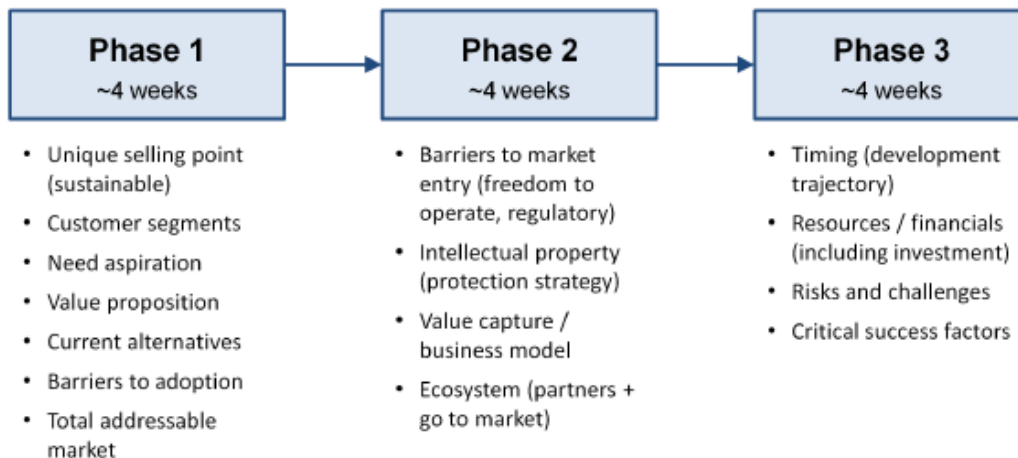 Phase 1
~4 weeks
• Unique selling point
(sustainable)
• Customer segments
• Need aspiration
• Value proposition
• Current alternatives
• Barriers to adoption
• Total addressable
market
Phase 2
~4 weeks
• Barriers to market
entry (freedom to
operate, regulatory)
• Intellectual property
(protection strategy)
• Value capture /
business model
• Ecosystem (partners +
go to market)
Phase 3
~4 weeks
• Timing (development
trajectory)
• Resources / financials
(including investment)
• Risks and challenges
• Critical success factors